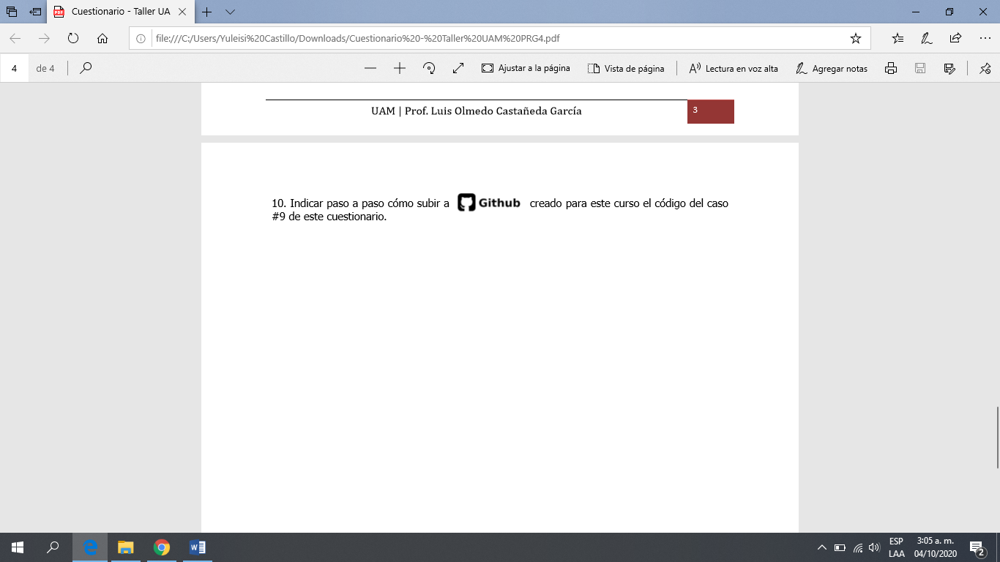 Cuestionario - Taller UA
file:///C:/Users/Yuleisi%20Castillo/Downloads/Cuestionario%20-%20Taller%20UAM%20PRG4.pdf
4 de 4 Ajustar a la página Vista de página Lectura en voz alta Agregar notas
UAM | Prof. Luis Olmedo Castañeda García 3
10. Indicar paso a paso cómo subir a Github creado para este curso el código del caso
#9 de este cuestionario.
ESP 3:05 a. m.
LAA 04/10/2020 2